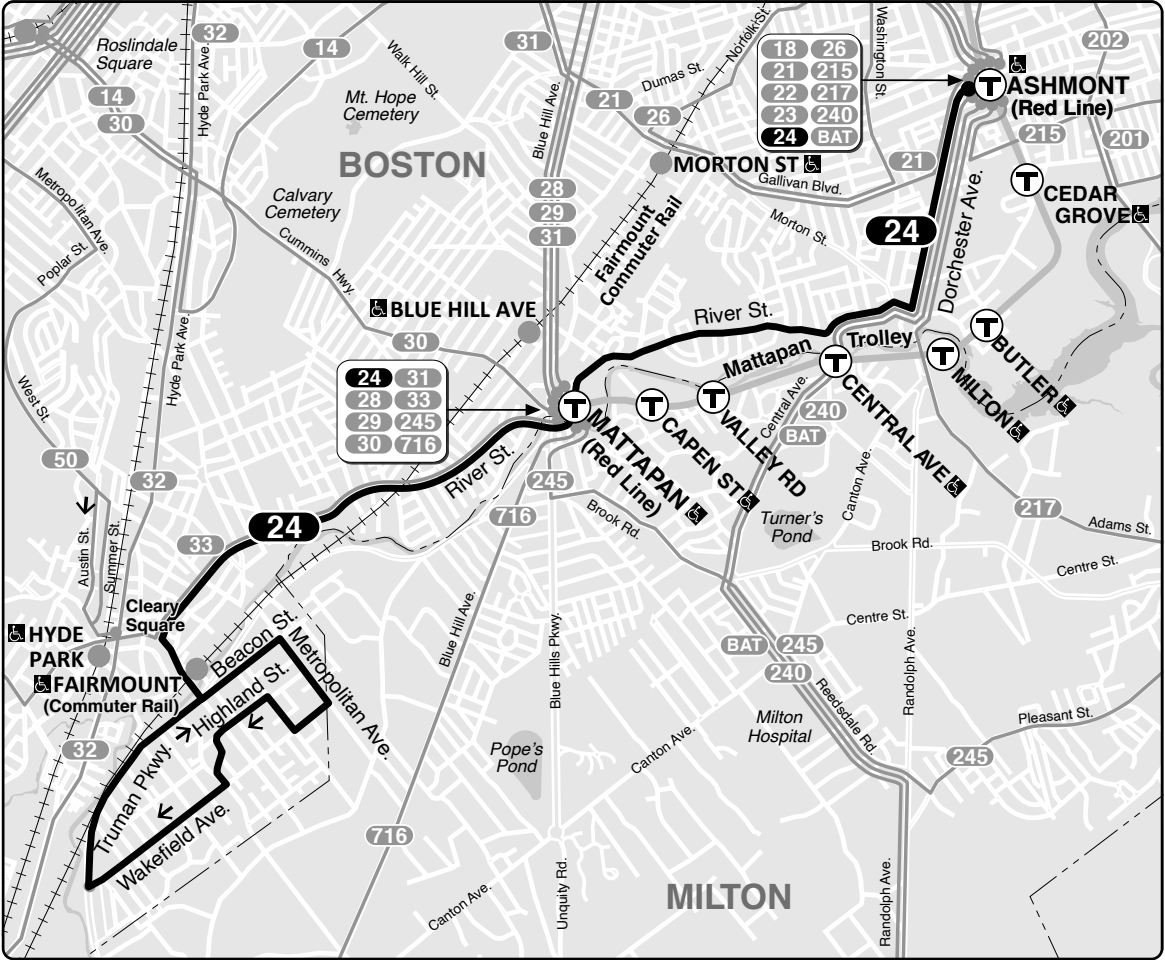 32
14
31
Norfolk St.
Washington St.
202
Roslindale
Square
Walk Hill St.
Hyde Park Ave.
Dumas St.
18 26
21 215
22 217
23 240
24 BAT
ASHMONT
(Red Line)
14
30
Mt. Hope
Cemetery
Blue Hill Ave.
21
26
215
201
BOSTON
MORTON ST
21
Gallivan Blvd.
CEDAR
GROVE
Metropolitan Ave.
Calvary
Cemetery
28
29
31
Morton St.
24
Dorchester Ave.
Poplar St.
Cummins Hwy.
Fairmount
Commuter Rail
BLUE HILL AVE
River St.
Hyde Park Ave.
30
Mattapan
Trolley
BUTLER
MILTON
West St.
24 31
28 33
29 245
30 716
CENTRAL AVE
Central Ave.
240
BAT
VALLEY RD
CAPEN ST
MATTAPAN
(Red Line)
50
32
River St.
245
Canton Ave.
716
Brook Rd.
Turner's
Pond
217
Adams St.
24
33
Austin St.
Summer St.
Brook Rd.
Centre St.
Cleary
Square
Centre St.
HYDE
PARK
Beacon St.
Metropolitan Ave.
Blue Hill Ave.
Blue Hills Pkwy.
BAT 245
240
Randolph Ave.
FAIRMOUNT
(Commuter Rail)
Highland St.
Reedsdale Rd.
Pleasant St.
32
Truman Pkwy.
Pope's
Pond
Canton Ave.
Milton
Hospital
245
Wakefield Ave.
716
MILTON
Canton Ave.
Unquity Rd.
Randolph Ave.
T
T
T
T
T
T
T
T